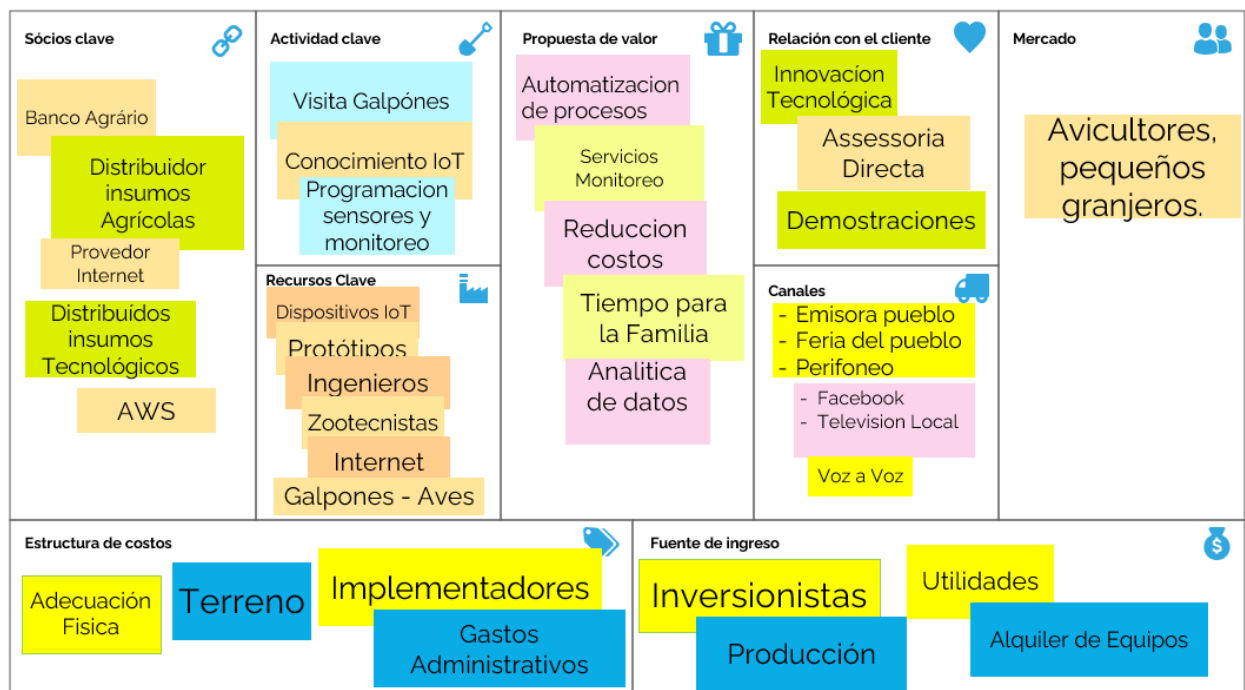 Sócios clave
Banco Agrário
Distribuidor
insumos
Agrícolas
Provedor
Internet
Distribuídos
insumos
Tecnológicos
AWS
Actividad clave
Visita Galpónes
Conocimiento IoT
Programacion
sensores y
monitoreo
Recursos Clave
Dispositivos IoT
Protótipos
Ingenieros
Zootecnistas
Internet
Galpones - Aves
Propuesta de valor
Automatizacion
de procesos
Servicios
Monitoreo
Reduccion
costos
Tiempo para
la Familia
Analitica
de datos
Relación con el cliente
Innovacíon
Tecnológica
Assessoria
Directa
Demostraciones
Canales
- Emisora pueblo
- Feria del pueblo
- Perifoneo
- Facebook
- Television Local
Voz a Voz
Mercado
Avicultores,
pequeños
granjeros.
Estructura de costos
Adecuación
Fisica
Terreno
Implementadores
Gastos
Administrativos
Fuente de ingreso
Inversionistas
Producción
Utilidades
Alquiler de Equipos
$